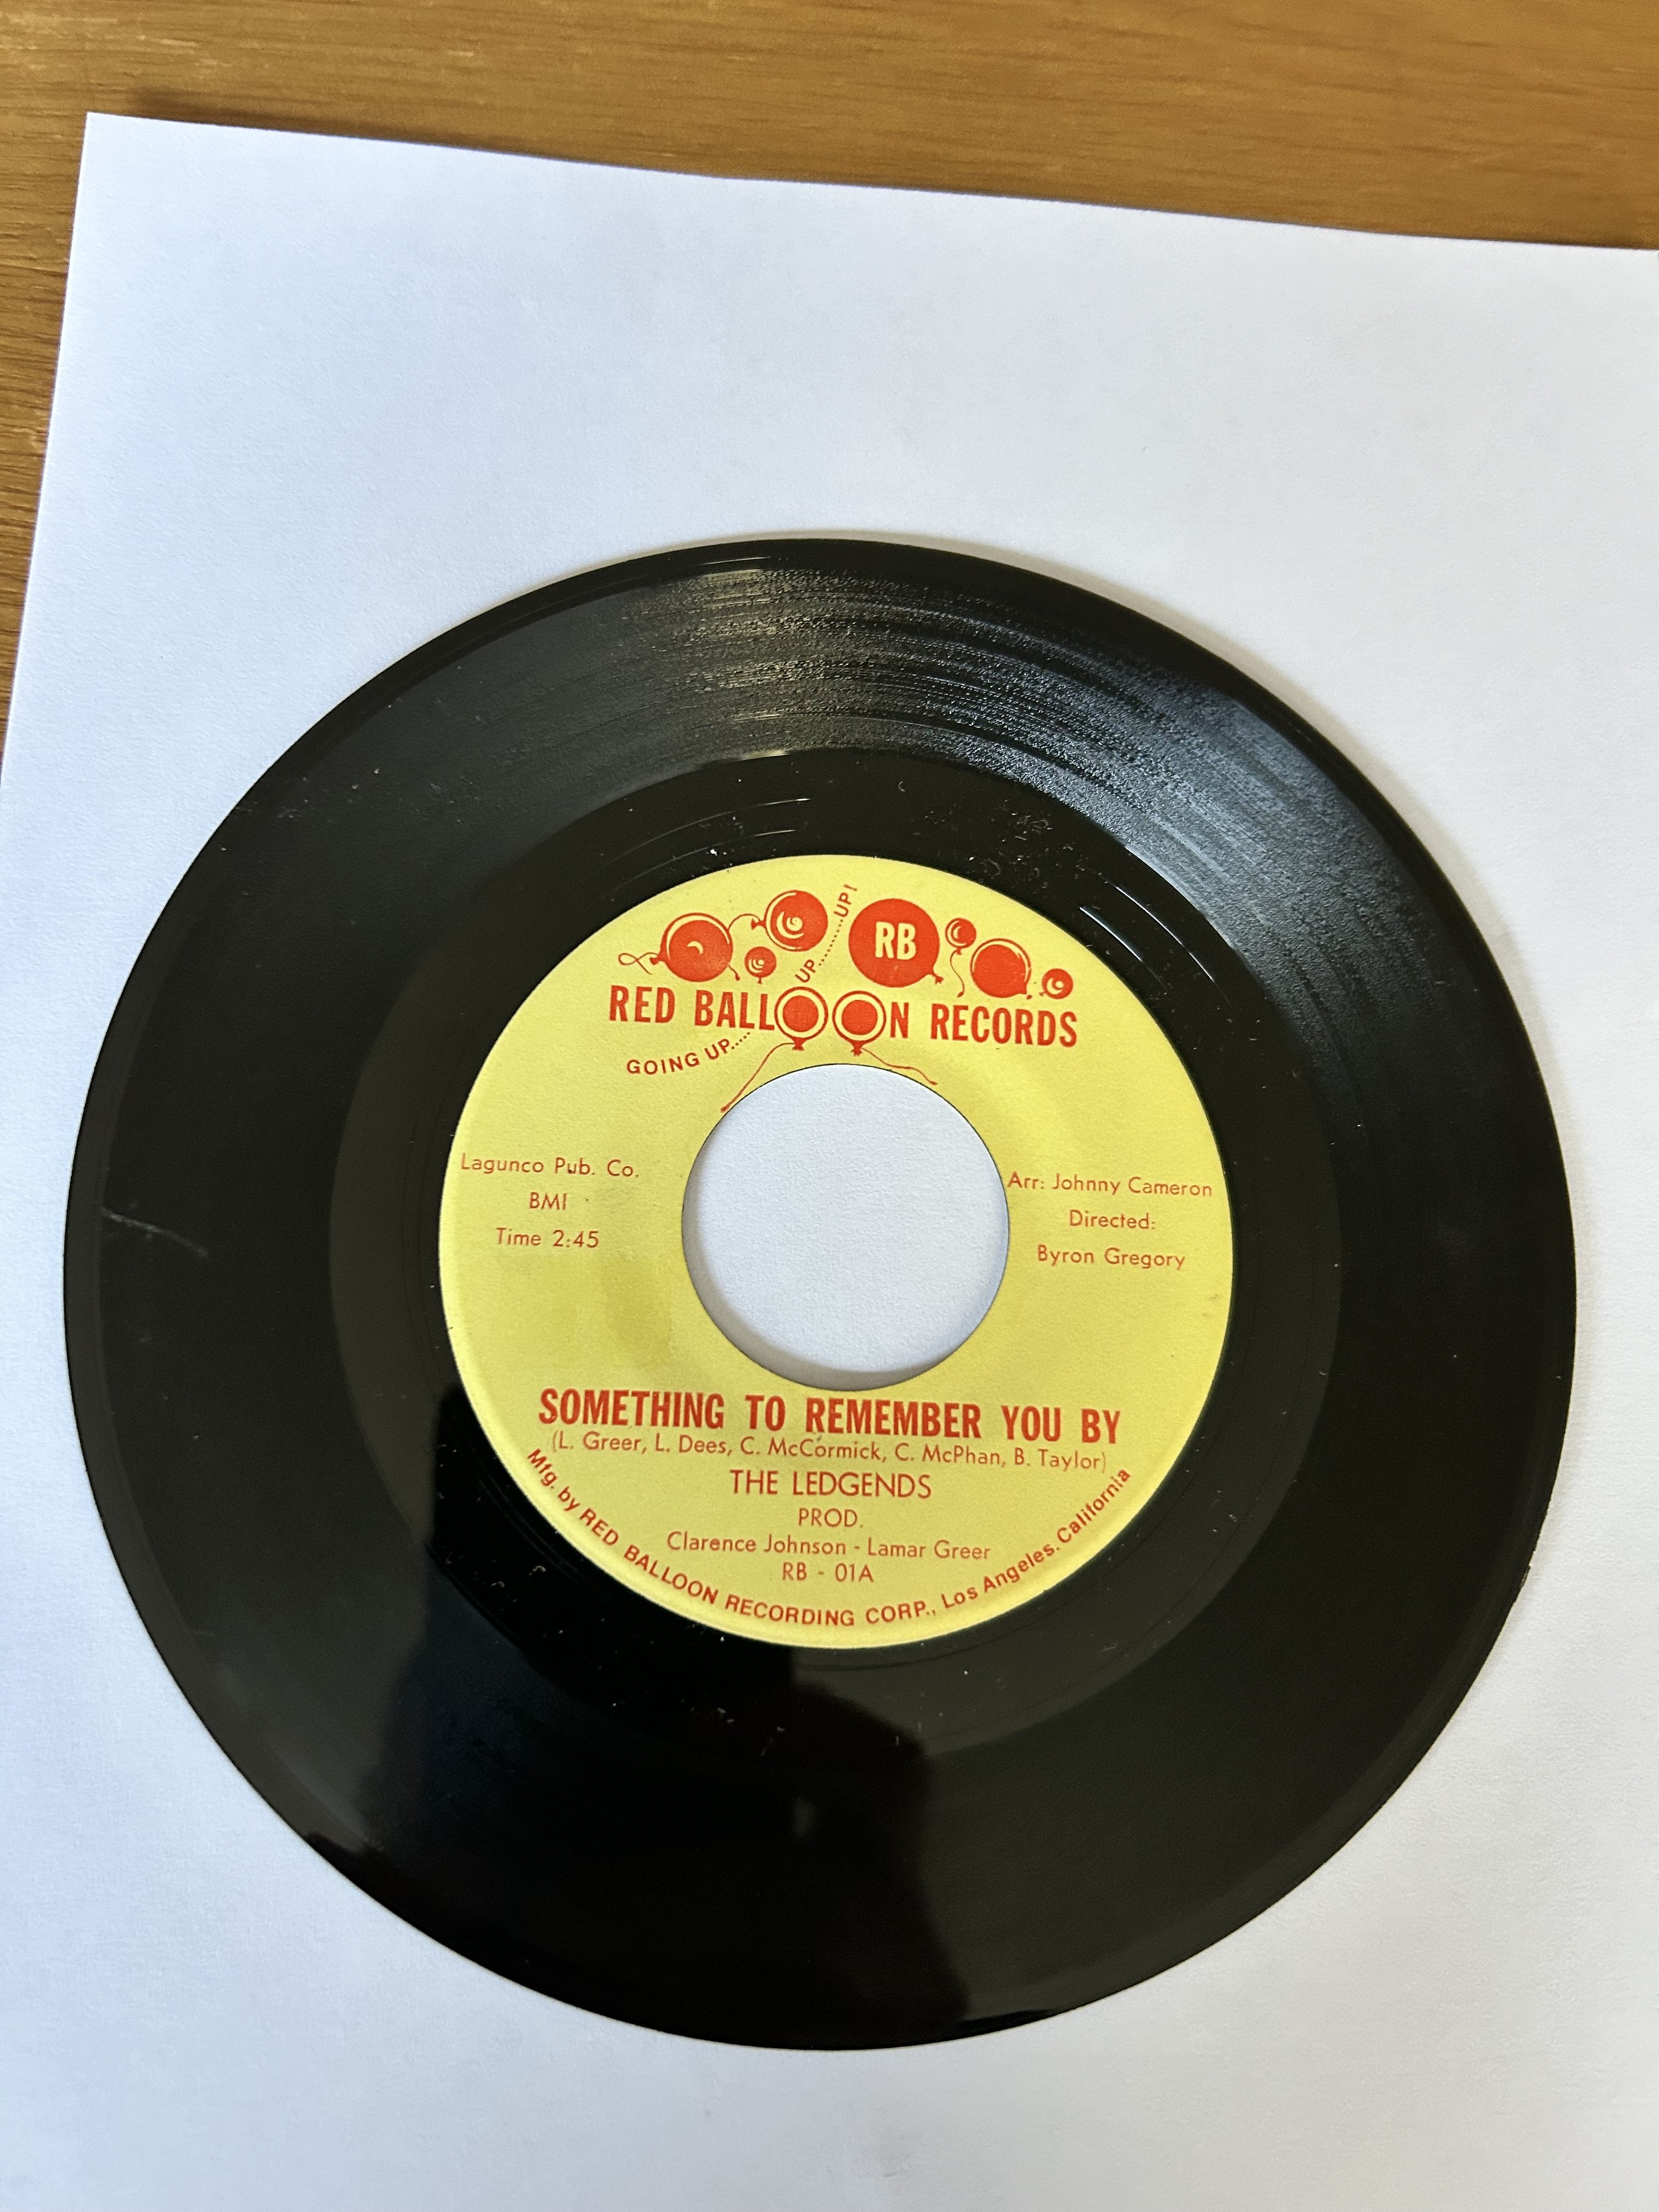 RB
UP!
UP
RED BALLOON RECORDS
GOING UP.....
Lagunco Pub. Co.
BMI
Time 2:45
Arr: Johnny Cameron
Directed:
Byron Gregory
SOMETHING TO REMEMBER YOU BY
(L. Greer, L. Dees, C. McCormick, C. McPhan, B. Taylor)
THE LEDGENDS
PROD.
Clarence Johnson - Lamar Greer
RB - 01A
Mfg. by RED BALLOON RECORDING CORP., Los Angeles, California